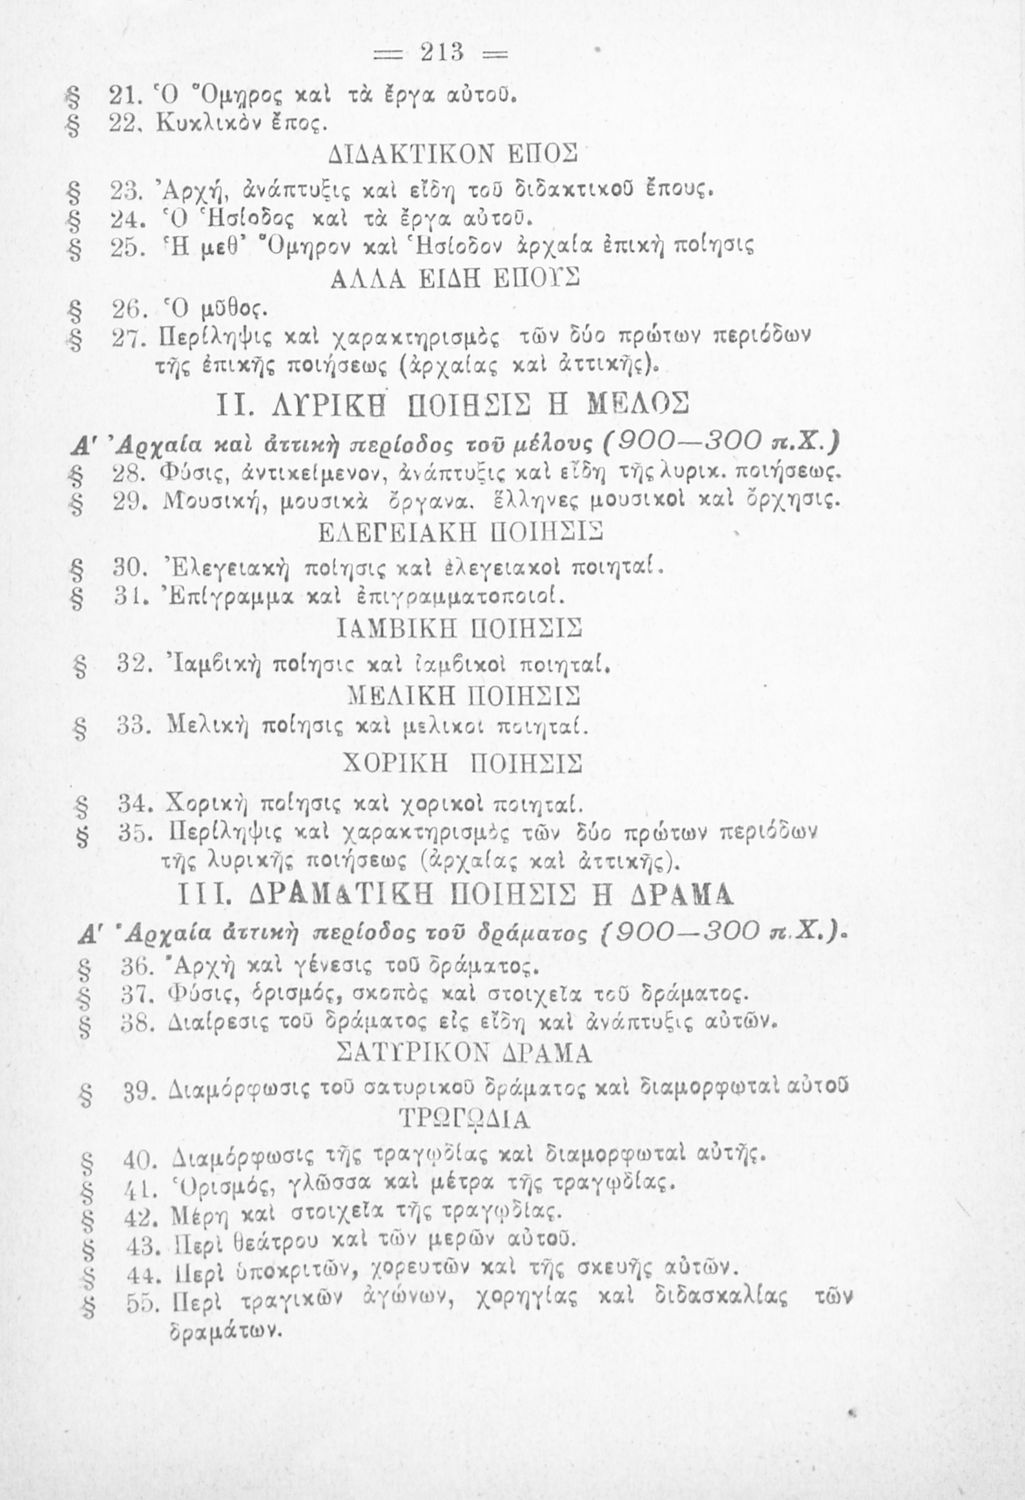 = 213 =
§ 21. Ὁ Ὅμηρος καὶ τὰ ἔργα αὐτοῦ.
§ 22. Κυκλικὸν ἔπος.
ΔΙΔΑΚΤΙΚΟΝ ΕΠΟΣ
§ 23. Ἀρχή, ἀνάπτυξις καὶ εἴδη τοῦ διδακτικοῦ ἔπους.
§ 24. Ὁ Ἡσίοδος καὶ τὰ ἔργα αὐτοῦ.
§ 25. Ἡ μεθ' Ὅμηρον καὶ Ἡσίοδον ἀρχαία ἐπικὴ ποίησις
ΑΛΛΑ ΕΙΔΗ ΕΠΟΥΣ
§ 26. Ὁ μῦθος.
§ 27. Περίληψις καὶ χαρακτηρισμὸς τῶν δύο πρώτων περιόδων
τῆς ἐπικῆς ποιήσεως (ἀρχαίας καὶ ἀττικῆς).
II. ΛΥΡΙΚΗ ΠΟΙΗΣΙΣ Η ΜΕΛΟΣ
Α' Ἀρχαία καὶ ἀττικὴ περίοδος τοῦ μέλους (900—300 π.Χ.)
§ 28. Φύσις, ἀντικείμενον, ἀνάπτυξις καὶ εἴδη τῆς λυρικ. ποιήσεως.
§ 29. Μουσική, μουσικὰ ὄργανα. ἕλληνες μουσικοὶ καὶ ὄρχησις.
ΕΛΕΓΕΙΑΚΗ ΠΟΙΗΣΙΣ
§ 30. Ἐλεγειακὴ ποίησις καὶ ἐλεγειακοὶ ποιηταί.
§ 31. Ἐπίγραμμα καὶ ἐπιγραμματοποιοί.
ΙΑΜΒΙΚΗ ΠΟΙΗΣΙΣ
§ 32. Ἰαμβικὴ ποίησις καὶ ἰαμβικοὶ ποιηταί.
ΜΕΛΙΚΗ ΠΟΙΗΣΙΣ
§ 33. Μελικὴ ποίησις καὶ μελικοὶ ποιηταί.
ΧΟΡΙΚΗ ΠΟΙΗΣΙΣ
§ 34. Χορικὴ ποίησις καὶ χορικοὶ ποιηταί.
§ 35. Περίληψις καὶ χαρακτηρισμὸς τῶν δύο πρώτων περιόδων
τῆς λυρικῆς ποιήσεως (ἀρχαίας καὶ ἀττικῆς).
III. ΔΡΑΜΑΤΙΚΗ ΠΟΙΗΣΙΣ Η ΔΡΑΜΑ
Α' Ἀρχαία ἀττικὴ περίοδος τοῦ δράματος (900—300 π.Χ.).
§ 36. Ἀρχὴ καὶ γένεσις τοῦ δράματος.
§ 37. Φύσις, ὁρισμός, σκοπὸς καὶ στοιχεῖα τοῦ δράματος.
§ 38. Διαίρεσις τοῦ δράματος εἰς εἴδη καὶ ἀνάπτυξις αὐτῶν.
ΣΑΤΥΡΙΚΟΝ ΔΡΑΜΑ
§ 39. Διαμόρφωσις τοῦ σατυρικοῦ δράματος καὶ διαμορφωταὶ αὐτοῦ
ΤΡΩΓῼΔΙΑ
§ 40. Διαμόρφωσις τῆς τραγῳδίας καὶ διαμορφωταὶ αὐτῆς.
§ 41. Ὁρισμός, γλῶσσα καὶ μέτρα τῆς τραγῳδίας.
§ 42. Μέρη καὶ στοιχεῖα τῆς τραγῳδίας.
§ 43. Περὶ θεάτρου καὶ τῶν μερῶν αὐτοῦ.
§ 44. Περὶ ὑποκριτῶν, χορευτῶν καὶ τῆς σκευῆς αὐτῶν.
§ 55. Περὶ τραγικῶν ἀγώνων, χορηγίας καὶ διδασκαλίας τῶν
δραμάτων.